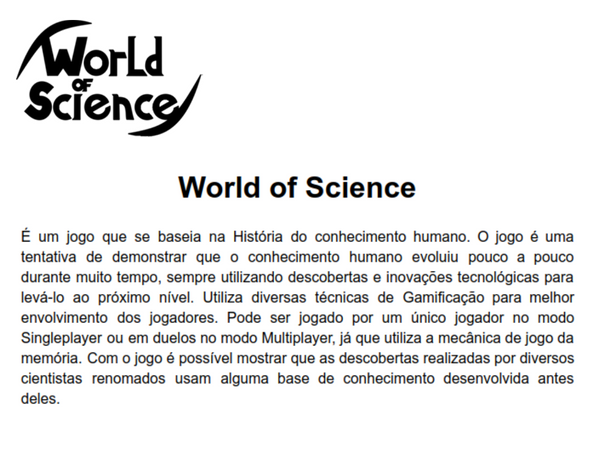 World
OF
Science
World of Science
É um jogo que se baseia na História do conhecimento humano. O jogo é uma
tentativa de demonstrar que o conhecimento humano evoluiu pouco a pouco
durante muito tempo, sempre utilizando descobertas e inovações tecnológicas para
levá-lo ao próximo nível. Utiliza diversas técnicas de Gamificação para melhor
envolvimento dos jogadores. Pode ser jogado por um único jogador no modo
Singleplayer ou em duelos no modo Multiplayer, já que utiliza a mecânica de jogo da
memória. Com o jogo é possível mostrar que as descobertas realizadas por diversos
cientistas renomados usam alguma base de conhecimento desenvolvida antes
deles.